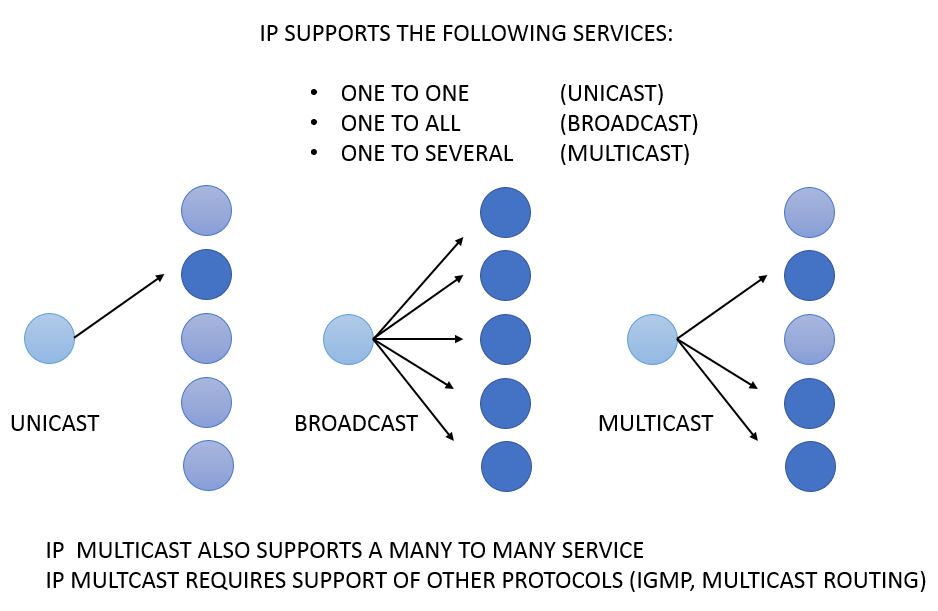 IP SUPPORTS THE FOLLOWING SERVICES:
• ONE TO ONE (UNICAST)
• ONE TO ALL (BROADCAST)
• ONE TO SEVERAL (MULTICAST)
UNICAST
BROADCAST
MULTICAST
IP MULTICAST ALSO SUPPORTS A MANY TO MANY SERVICE
IP MULTCAST REQUIRES SUPPORT OF OTHER PROTOCOLS (IGMP, MULTICAST ROUTING)